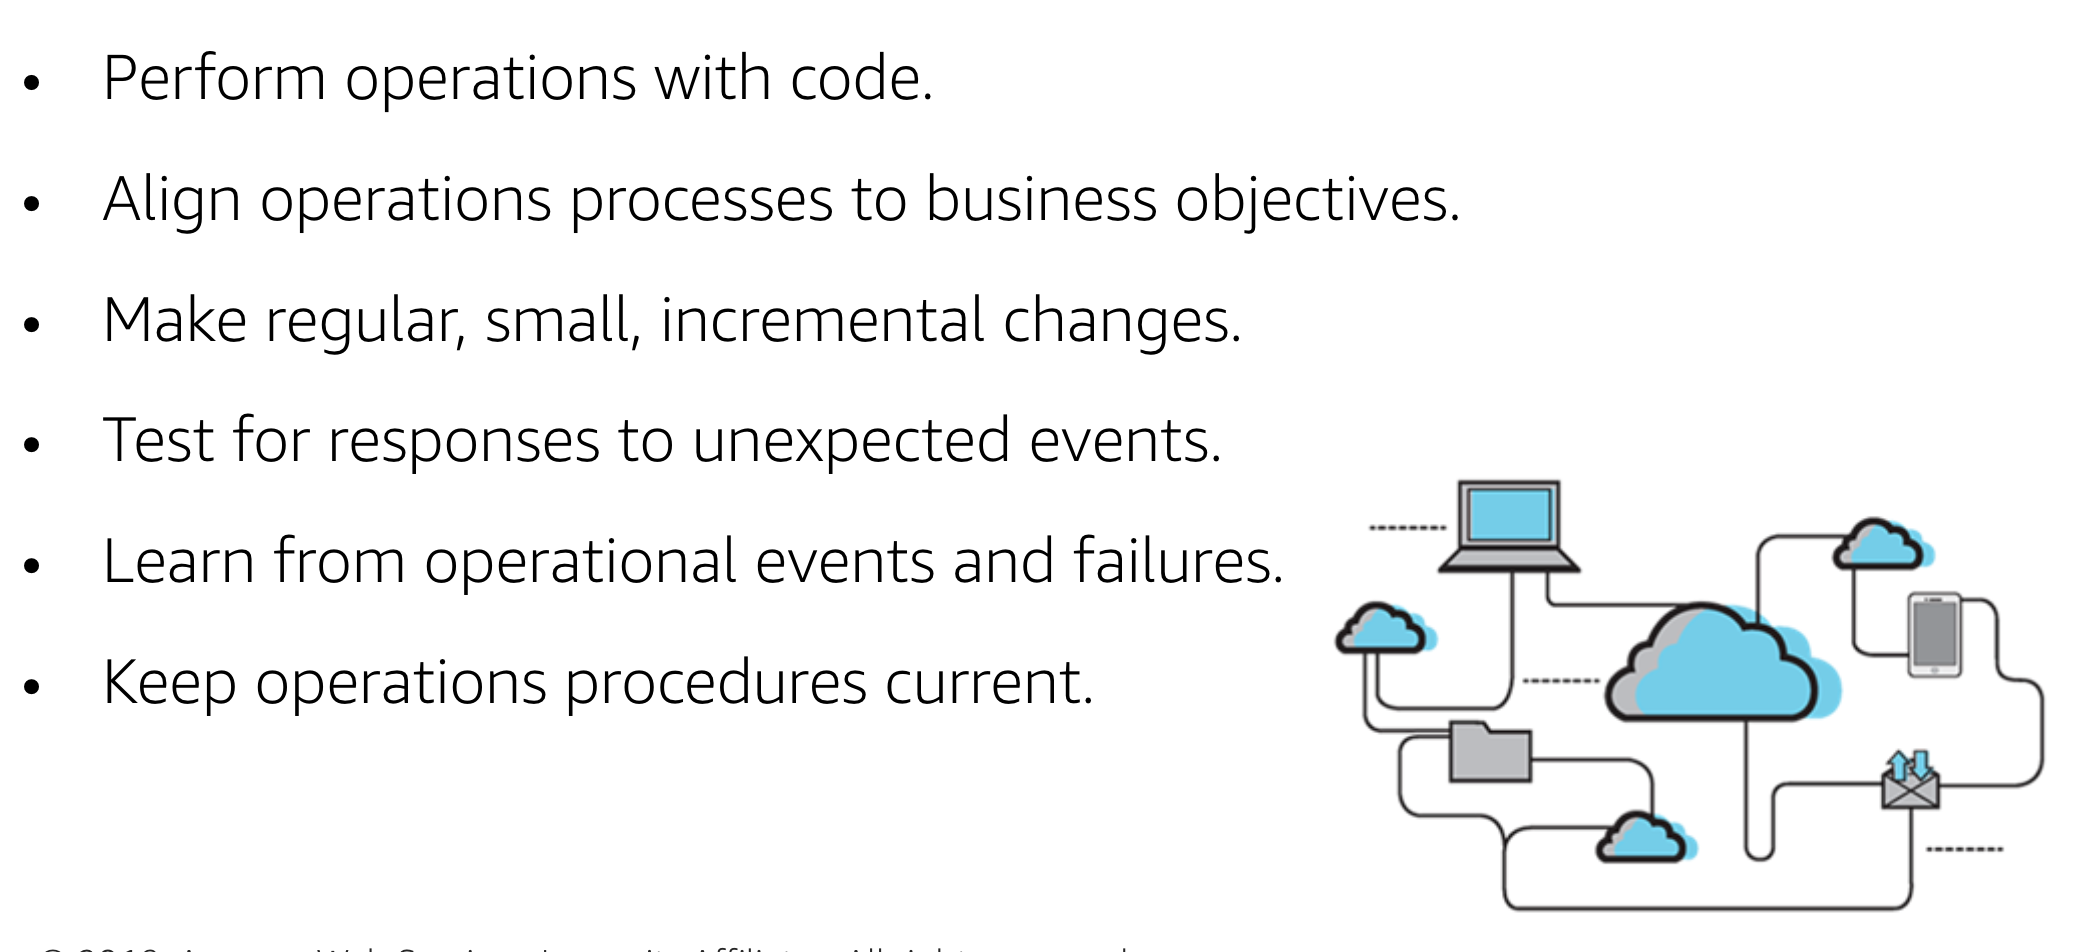 • Perform operations with code.
• Align operations processes to business objectives.
• Make regular, small, incremental changes.
• Test for responses to unexpected events.
• Learn from operational events and failures.
• Keep operations procedures current.